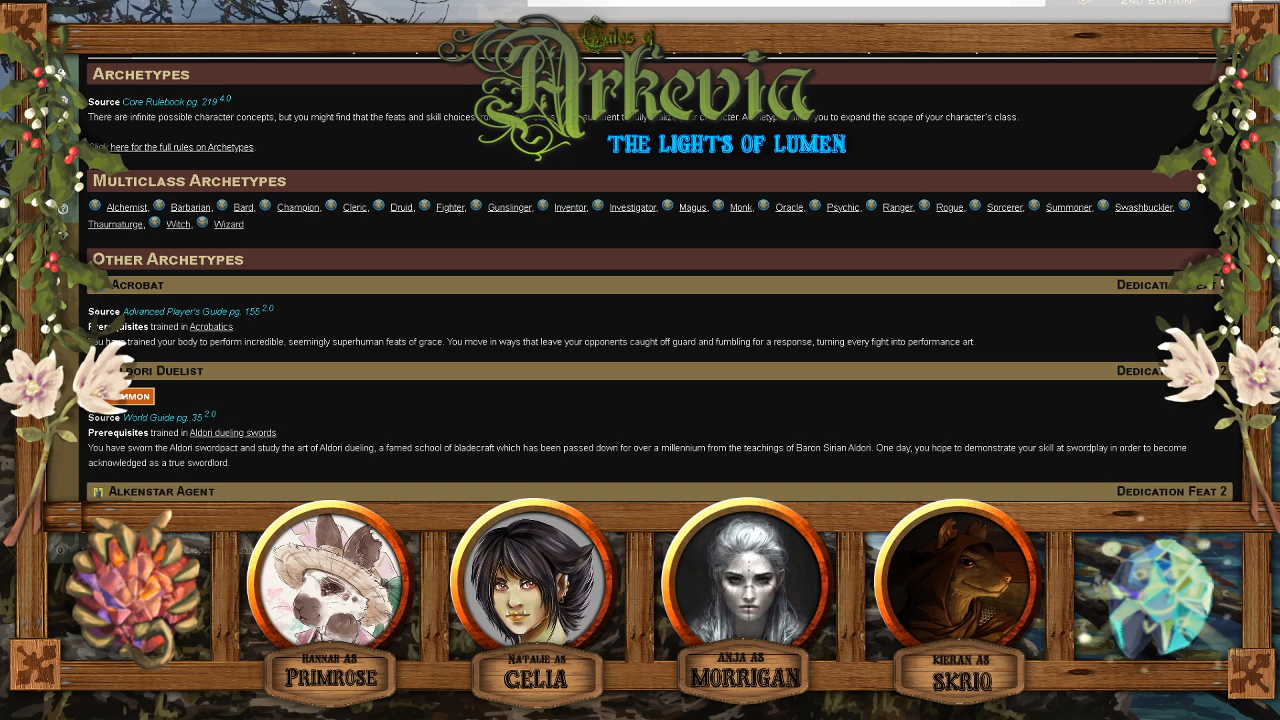 2ND EDITION
Tales of
Arkevia
THE LIGHTS OF LUMEN
ARCHETYPES
Source Core Rulebook pg. 219 4.0
There are infinite possible character concepts, but you might find that the feats and skill choices character. you to expand the scope of your character's class.
Click here for the full rules on Archetypes.
MULTICLASS ARCHETYPES
Alchemist, Barbarian, Bard, Champion, Cleric, Druid, Fighter, Gunslinger, Inventor, Investigator, Magus, Monk, Oracle, Psychic, Ranger, Rogue, Sorcerer, Summoner, Swashbuckler,
Thaumaturge, Witch, Wizard
OTHER ARCHETYPES
ACROBAT DEDICATION FEAT
Source Advanced Player's Guide pg. 155 2.0
Prerequisites trained in Acrobatics
You have trained your body to perform incredible, seemingly superhuman feats of grace. You move in ways that leave your opponents caught off guard and fumbling for a response, turning every fight into performance art.
ALDORI DUELIST 2
Source World Guide pg. 35 2.0
Prerequisites trained in Aldori dueling swords
You have sworn the Aldori swordpact and study the art of Aldori dueling, a famed school of bladecraft which has been passed down for over a millennium from the teachings of Baron Sirian Aldori. One day, you hope to demonstrate your skill at swordplay in order to become
acknowledged as a true swordlord.
ALKENSTAR AGENT DEDICATION FEAT 2
HANNAH AS
PRIMROSE
NATALIE AS
CELIA
ANJA AS
MORRIGAN
KIERAN AS
SKRIQ